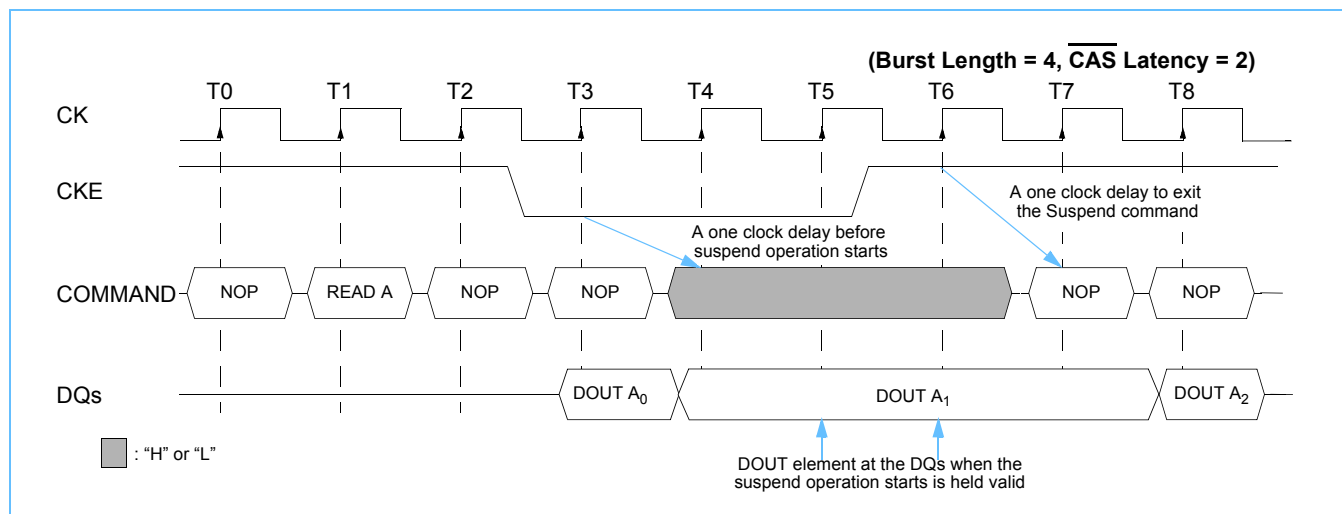 (Burst Length = 4, CAS Latency = 2)
T0 T1 T2 T3 T4 T5 T6 T7 T8
CK
CKE
A one clock delay to exit
the Suspend command
A one clock delay before
suspend operation starts
COMMAND NOP READ A NOP NOP NOP NOP
DQs DOUT A0 DOUT A1 DOUT A2
: “H” or “L”
DOUT element at the DQs when the
suspend operation starts is held valid